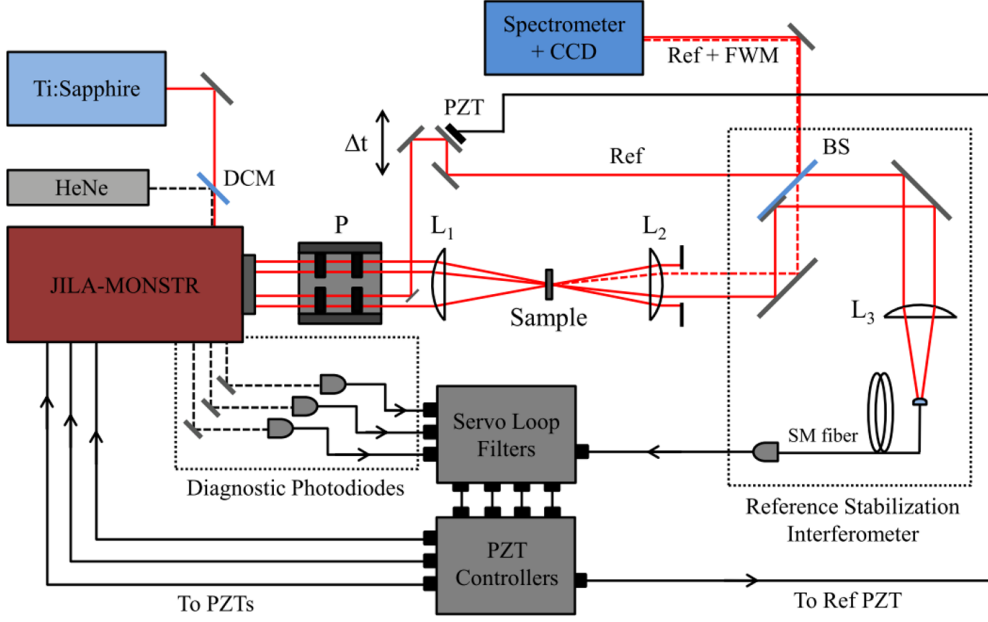 Spectrometer
+ CCD
Ref + FWM
Ti:Sapphire
PZT
Δt
BS
HeNe
DCM
Ref
P
L1
L2
JILA-MONSTR
Sample
L3
Servo Loop
Filters
SM fiber
Diagnostic Photodiodes
Reference Stabilization
Interferometer
PZT
Controllers
To PZTs
To Ref PZT